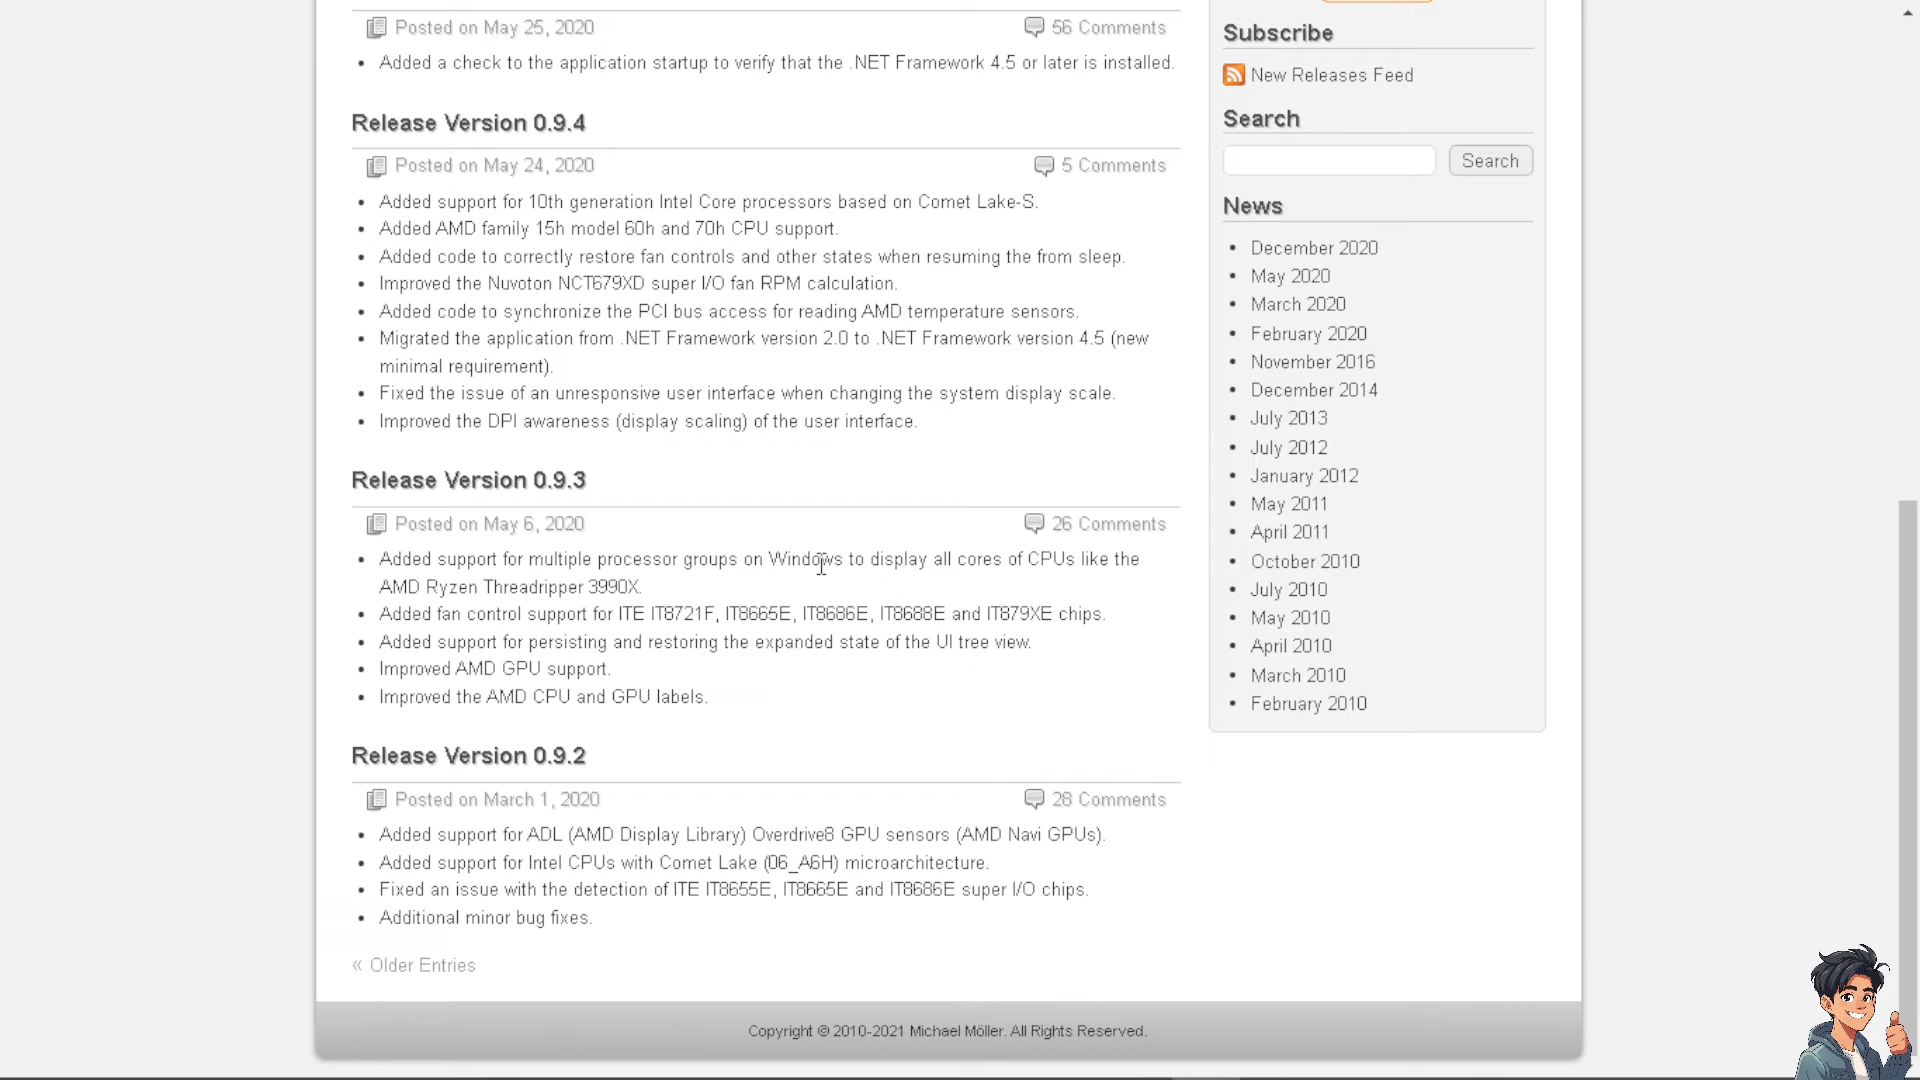 Posted on May 25, 2020
56 Comments
Added a check to the application startup to verify that the .NET Framework 4.5 or later is installed.
Release Version 0.9.4
Posted on May 24, 2020
5 Comments
Added support for 10th generation Intel Core processors based on Comet Lake-S.
Added AMD family 15h model 60h and 70h CPU support.
Added code to correctly restore fan controls and other states when resuming the from sleep.
Improved the Nuvoton NCT679XD super I/O fan RPM calculation.
Added code to synchronize the PCI bus access for reading AMD temperature sensors.
Migrated the application from .NET Framework version 2.0 to .NET Framework version 4.5 (new
minimal requirement).
Fixed the issue of an unresponsive user interface when changing the system display scale.
Improved the DPI awareness (display scaling) of the user interface.
Release Version 0.9.3
Posted on May 6, 2020
26 Comments
Added support for multiple processor groups on Windows to display all cores of CPUs like the
AMD Ryzen Threadripper 3990X.
Added fan control support for ITE IT8721F, IT8665E, IT8686E, IT8688E and IT879XE chips.
Added support for persisting and restoring the expanded state of the UI tree view.
Improved AMD GPU support.
Improved the AMD CPU and GPU labels.
Release Version 0.9.2
Posted on March 1, 2020
28 Comments
Added support for ADL (AMD Display Library) Overdrive8 GPU sensors (AMD Navi GPUs).
Added support for Intel CPUs with Comet Lake (06_A6H) microarchitecture.
Fixed an issue with the detection of ITE IT8655E, IT8665E and IT8686E super I/O chips.
Additional minor bug fixes.
« Older Entries
Subscribe
New Releases Feed
Search
Search
News
December 2020
May 2020
March 2020
February 2020
November 2016
December 2014
July 2013
July 2012
January 2012
May 2011
April 2011
October 2010
July 2010
May 2010
April 2010
March 2010
February 2010
Copyright © 2010-2021 Michael Möller. All Rights Reserved.